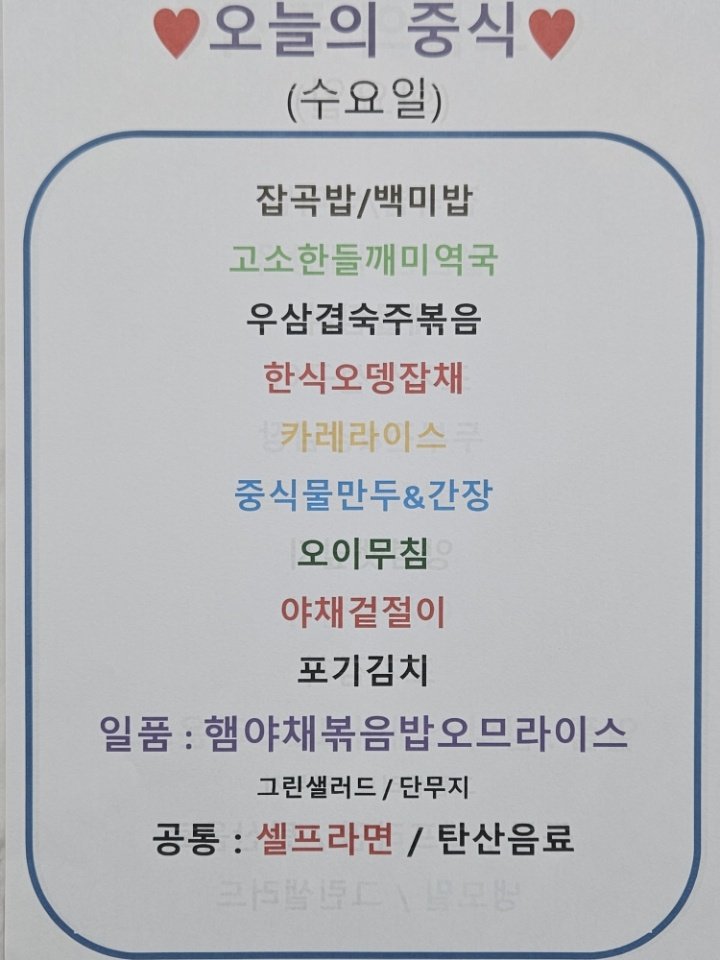 ♥오늘의 중식♥
(수요일)
잡곡밥/백미밥
고소한들깨미역국
우삼겹숙주볶음
한식오뎅잡채
카레라이스
중식물만두&간장
오이무침
야채겉절이
포기김치
일품 : 햄야채볶음밥오므라이스
그린샐러드 / 단무지
공통 : 셀프라면 / 탄산음료